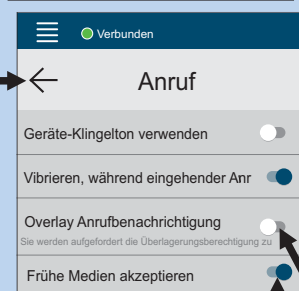 Verbunden
Anruf
Geräte-Klingelton verwenden
Vibrieren, während eingehender Anr
Overlay Anrufbenachrichtigung
Sie werden aufgefordert die Überlagerungsberechtigung zu
Frühe Medien akzeptieren